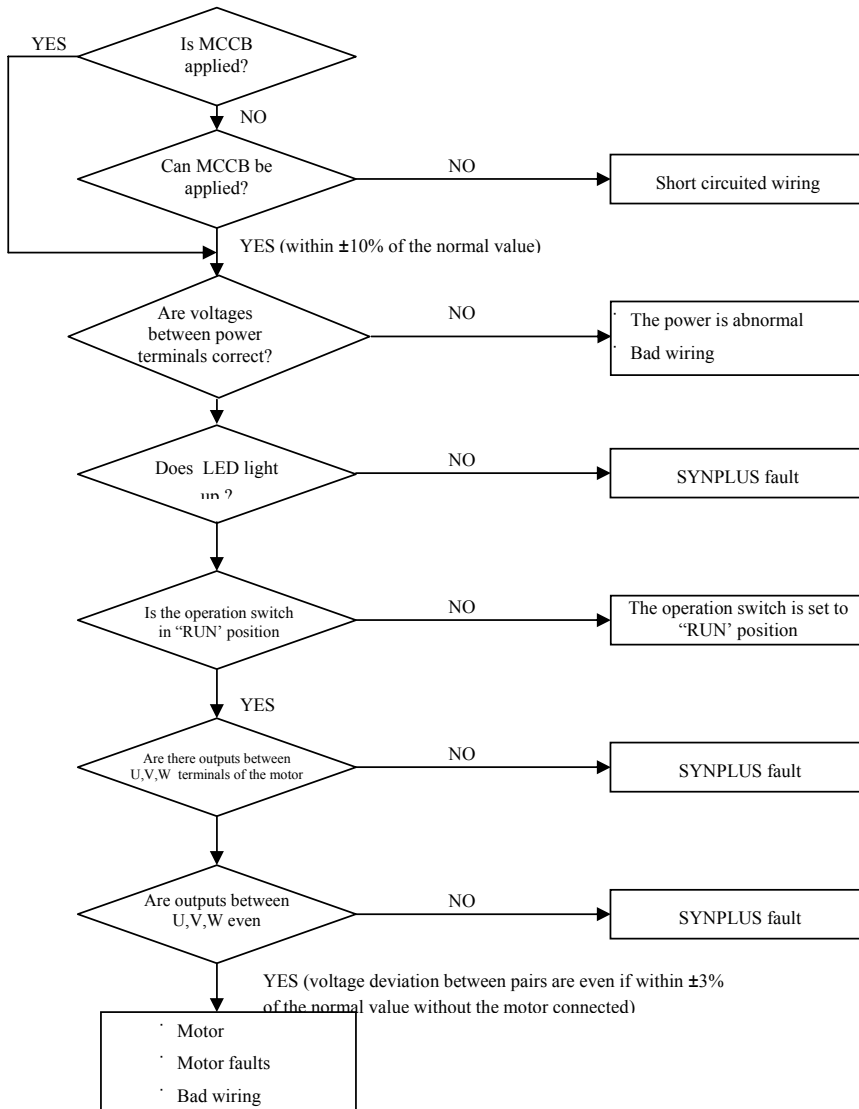 YES
Is MCCB
applied?
NO
Can MCCB be
applied?
NO
Short circuited wiring
YES (within ±10% of the normal value)
Are voltages
between power
terminals correct?
NO
˙ The power is abnormal
˙ Bad wiring
Does LED light
up ?
NO
SYNPLUS fault
Is the operation switch
in “RUN’ position
NO
The operation switch is set to
“RUN’ position
YES
Are there outputs between
U,V,W terminals of the motor
NO
SYNPLUS fault
Are outputs between
U,V,W even
NO
SYNPLUS fault
YES (voltage deviation between pairs are even if within ±3%
of the normal value without the motor connected)
˙ Motor
˙ Motor faults
˙ Bad wiring